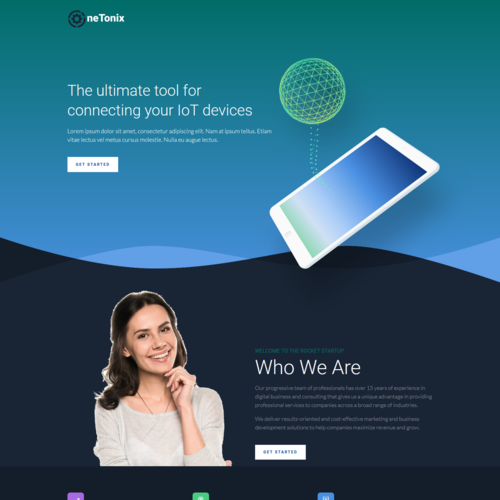 neTonix
The ultimate tool for
connecting your IoT devices
Lorem ipsum dolor sit amet, consectetur adipiscing elit. Nam at ipsum tellus. Etiam
vitae lectus vel metus cursus molestie. Nulla eu augue lectus.
GET STARTED
WELCOME TO THE ROCKET STARTUP
Who We Are
Our progressive team of professionals has over 15 years of experience in
digital business and consulting that gives us a unique advantage in providing
professional services to companies across a broad range of industries.
We deliver results-oriented and cost-effective marketing and business
development solutions to help companies maximize revenue and grow.
GET STARTED